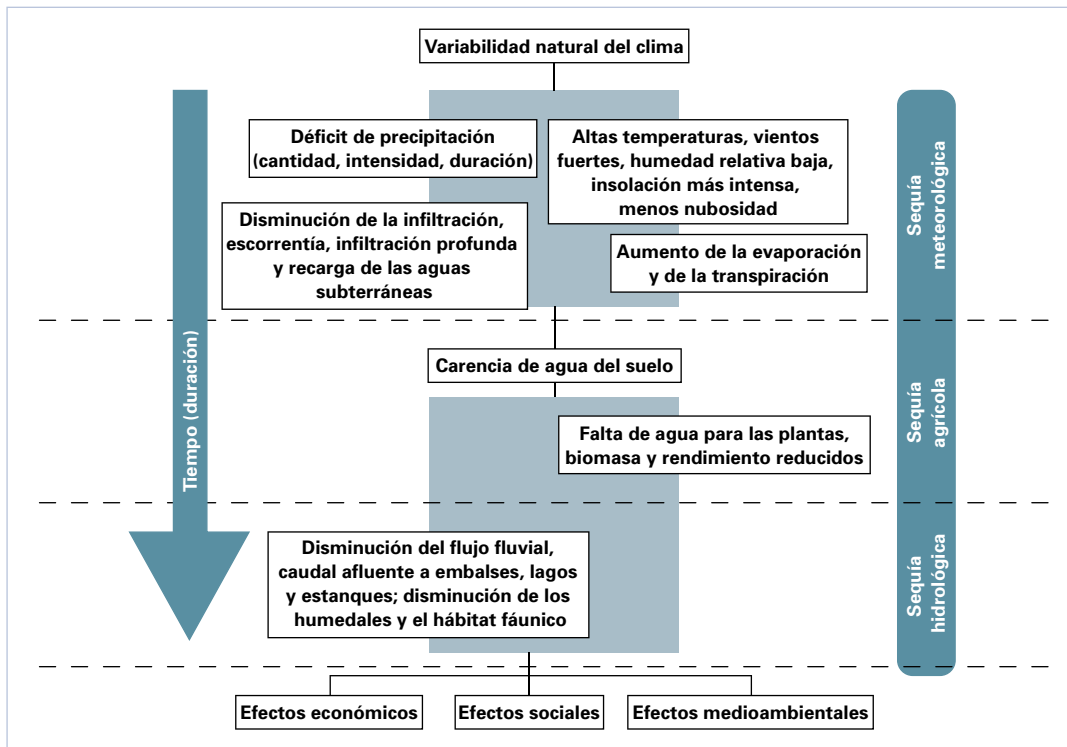 Variabilidad natural del clima
Déficit de precipitación
(cantidad, intensidad, duración)
Altas temperaturas, vientos
fuertes, humedad relativa baja,
insolación más intensa,
menos nubosidad
Disminución de la infiltración,
escorrentía, infiltración profunda
y recarga de las aguas
subterráneas
Aumento de la evaporación
y de la transpiración
Sequía
meteorológica
Tiempo (duración)
Carencia de agua del suelo
Falta de agua para las plantas,
biomasa y rendimiento reducidos
Sequía
agrícola
Disminución del flujo fluvial,
caudal afluente a embalses, lagos
y estanques; disminución de los
humedales y el hábitat fáunico
Sequía
hidrológica
Efectos económicos
Efectos sociales
Efectos medioambientales